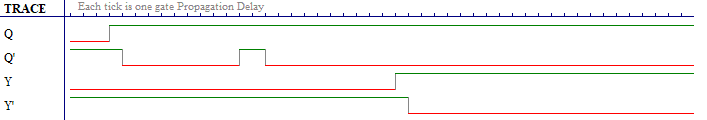 TRACE
Each tick is one gate Propagation Delay.
Q
Q'
Y
Y'